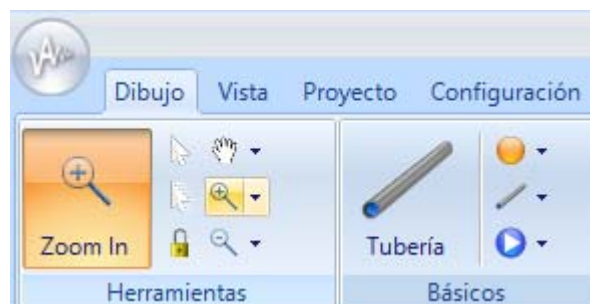 Dibujo Vista Proyecto Configuración
Zoom In Tubería
Herramientas Básicos